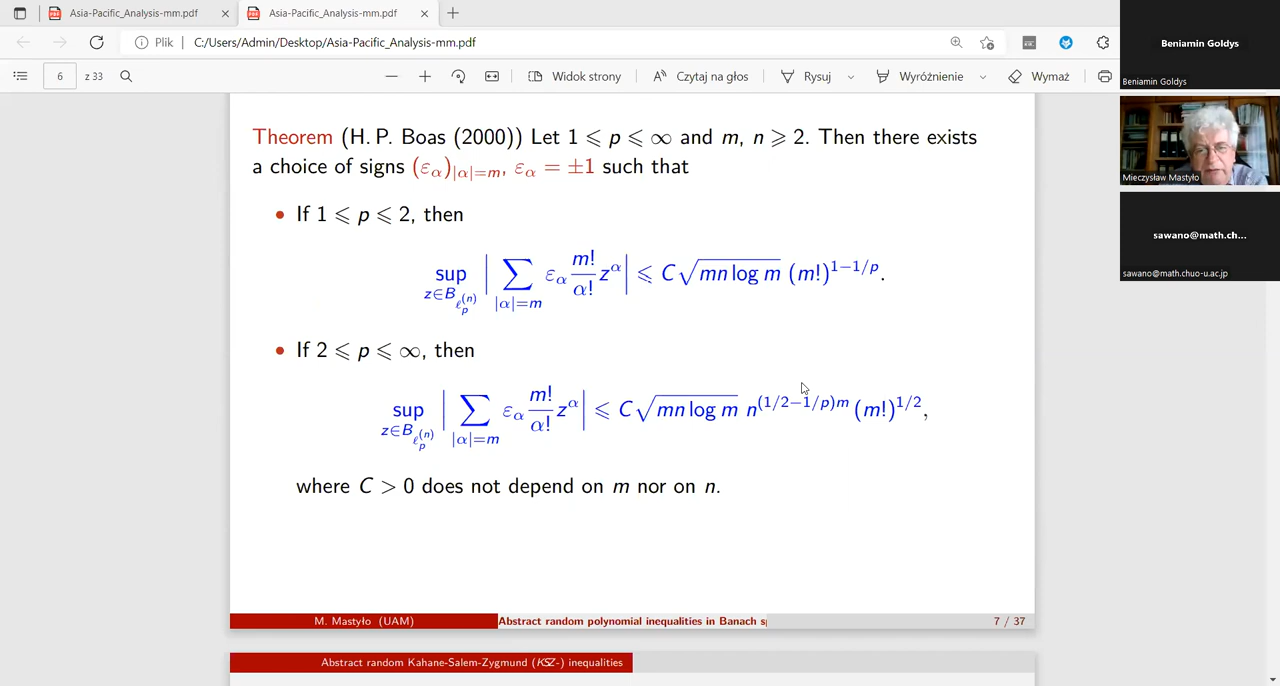 Asia-Pacific_Analysis-mm.pdf
Asia-Pacific_Analysis-mm.pdf
Plik C:/Users/Admin/Desktop/Asia-Pacific_Analysis-mm.pdf
6 z 33 Widok strony Czytaj na głos Rysuj Wyróżnienie Wymaż
Beniamin Goldys
Beniamin Goldys
Mieczysław Mastyło
sawano@math.ch...
sawano@math.chuo-u.ac.jp
Theorem (H. P. Boas (2000)) Let 1 ⩽ p ⩽ ∞ and m, n ⩾ 2. Then there exists
a choice of signs (ε_α)_{|α|=m}, ε_α = ±1 such that
• If 1 ⩽ p ⩽ 2, then
sup_{z∈B_{ℓ_p^{(n)}}} | ∑_{|α|=m} ε_α m!/α! z^α | ⩽ C√(mn log m) (m!)^{1−1/p}.
• If 2 ⩽ p ⩽ ∞, then
sup_{z∈B_{ℓ_p^{(n)}}} | ∑_{|α|=m} ε_α m!/α! z^α | ⩽ C√(mn log m) n^{(1/2−1/p)m} (m!)^{1/2},
where C > 0 does not depend on m nor on n.
M. Mastyło (UAM) Abstract random polynomial inequalities in Banach s 7 / 37
Abstract random Kahane-Salem-Zygmund (KSZ-) inequalities